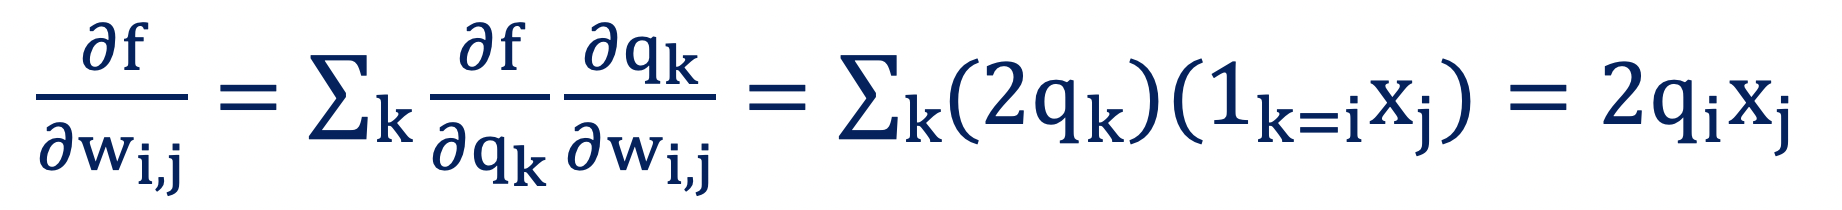 ∂f/∂w_{i,j} = ∑_k ∂f/∂q_k ∂q_k/∂w_{i,j} = ∑_k(2q_k)(1_{k=i}x_j) = 2q_ix_j